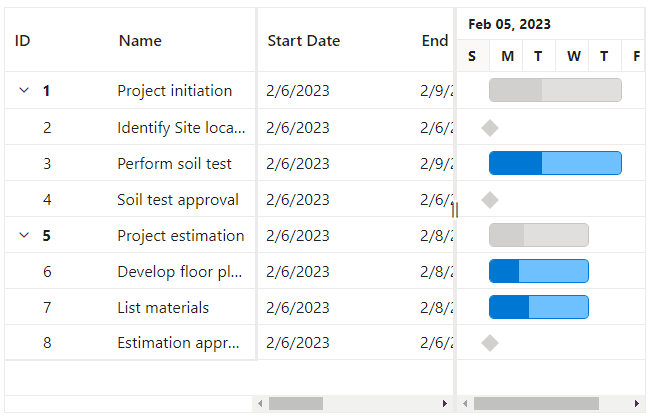 ID Name Start Date End
Feb 05, 2023
S M T W T F
1 Project initiation 2/6/2023 2/9/2
2 Identify Site loca... 2/6/2023 2/6/2
3 Perform soil test 2/6/2023 2/9/2
4 Soil test approval 2/6/2023 2/6/2
5 Project estimation 2/6/2023 2/8/2
6 Develop floor pl... 2/6/2023 2/8/2
7 List materials 2/6/2023 2/8/2
8 Estimation appr... 2/6/2023 2/6/2